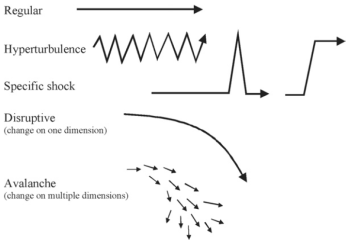 Regular
Hyperturbulence
Specific shock
Disruptive
(change on one dimension)
Avalanche
(change on multiple dimensions)